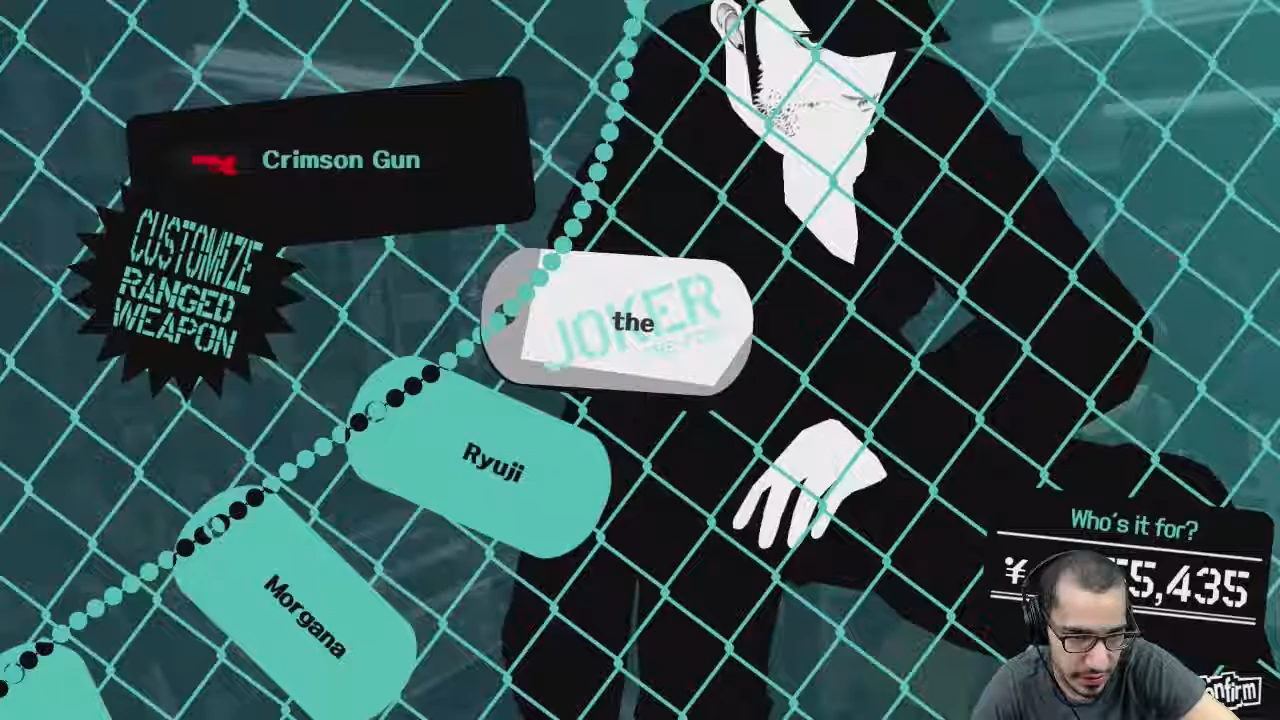 Crimson Gun
CUSTOMIZE
RANGED
WEAPON
JOKER
the
Ryuji
Morgana
Who's it for?
¥ 5,435